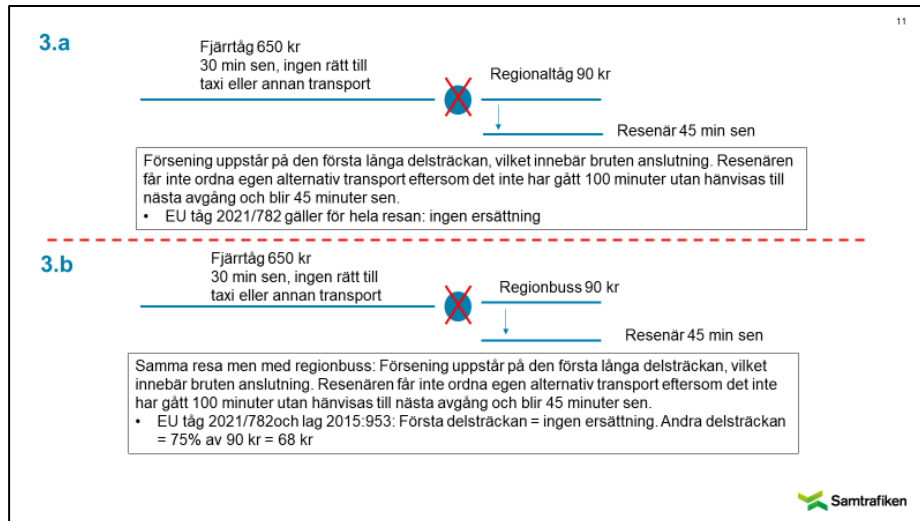 11
3.a
Fjärrtåg 650 kr
30 min sen, ingen rätt till
taxi eller annan transport
Regionaltåg 90 kr
Resenär 45 min sen
Försening uppstår på den första långa delsträckan, vilket innebär bruten anslutning. Resenären
får inte ordna egen alternativ transport eftersom det inte har gått 100 minuter utan hänvisas till
nästa avgång och blir 45 minuter sen.
• EU tåg 2021/782 gäller för hela resan: ingen ersättning
3.b
Fjärrtåg 650 kr
30 min sen, ingen rätt till
taxi eller annan transport
Regionbuss 90 kr
Resenär 45 min sen
Samma resa men med regionbuss: Försening uppstår på den första långa delsträckan, vilket
innebär bruten anslutning. Resenären får inte ordna egen alternativ transport eftersom det inte
har gått 100 minuter utan hänvisas till nästa avgång och blir 45 minuter sen.
• EU tåg 2021/782och lag 2015:953: Första delsträckan = ingen ersättning. Andra delsträckan
= 75% av 90 kr = 68 kr
Samtrafiken